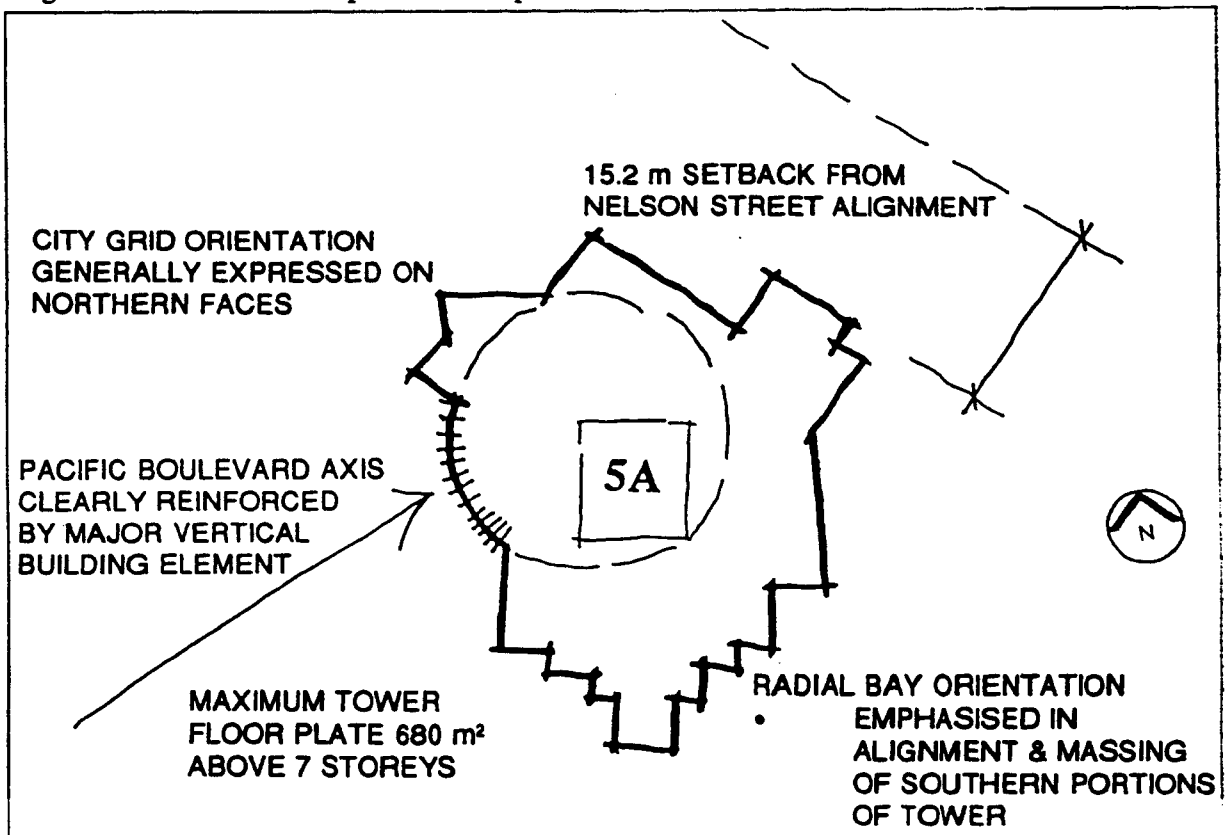 15.2 m SETBACK FROM
NELSON STREET ALIGNMENT
CITY GRID ORIENTATION
GENERALLY EXPRESSED ON
NORTHERN FACES
5A
PACIFIC BOULEVARD AXIS
CLEARLY REINFORCED
BY MAJOR VERTICAL
BUILDING ELEMENT
N
MAXIMUM TOWER
FLOOR PLATE 680 m²
ABOVE 7 STOREYS
RADIAL BAY ORIENTATION
EMPHASISED IN
ALIGNMENT & MASSING
OF SOUTHERN PORTIONS
OF TOWER